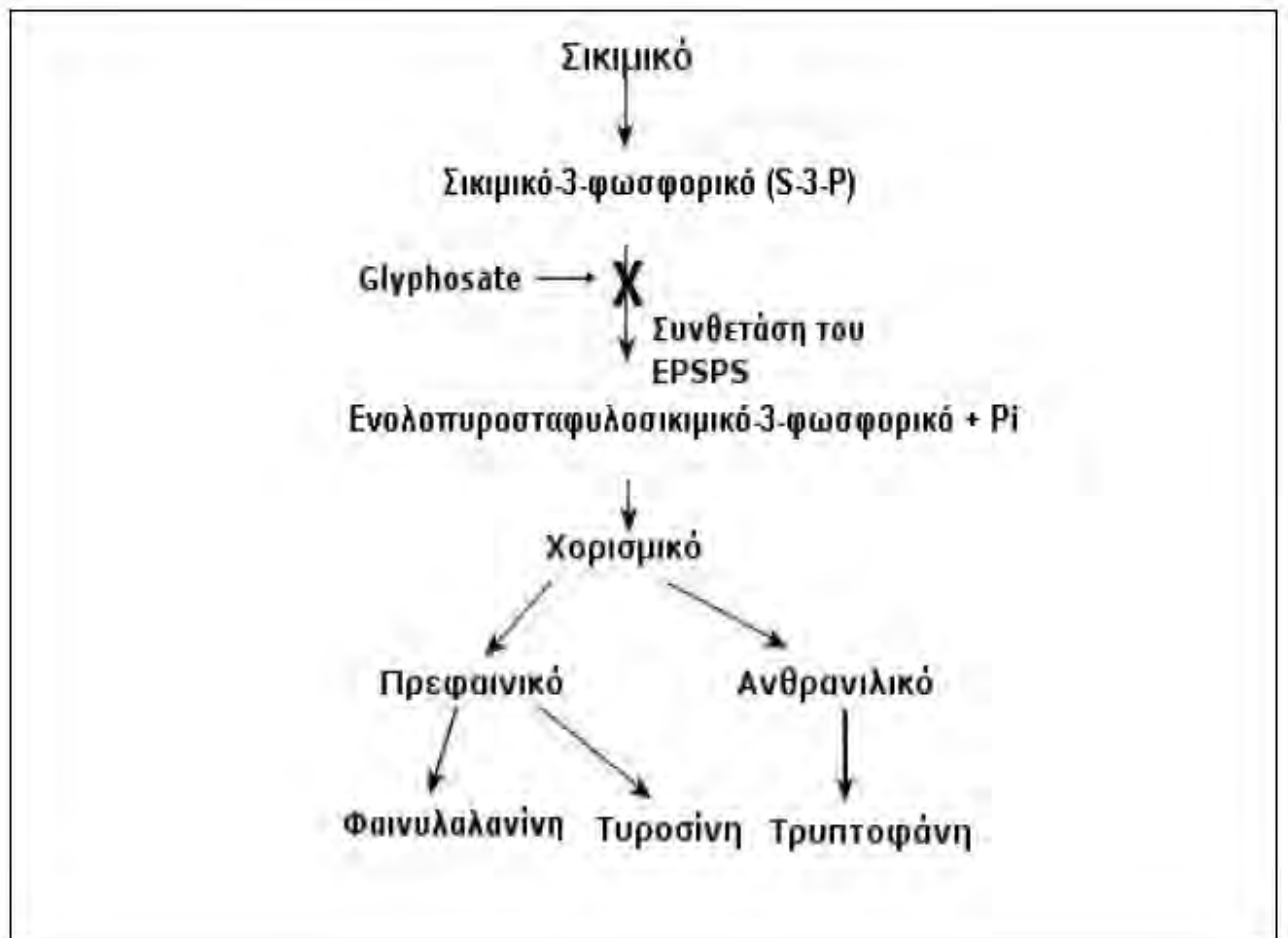 Σικιμικό
Σικιμικό-3-φωσφορικό (S-3-P)
Glyphosate
X
Συνθετάση του
EPSPS
Ενολοπυροσταφυλοσικιμικό-3-φωσφορικό + Pi
Χορισμικό
Πρεφαινικό Ανθρανιλικό
Φαινυλαλανίνη Τυροσίνη Τρυπτοφάνη